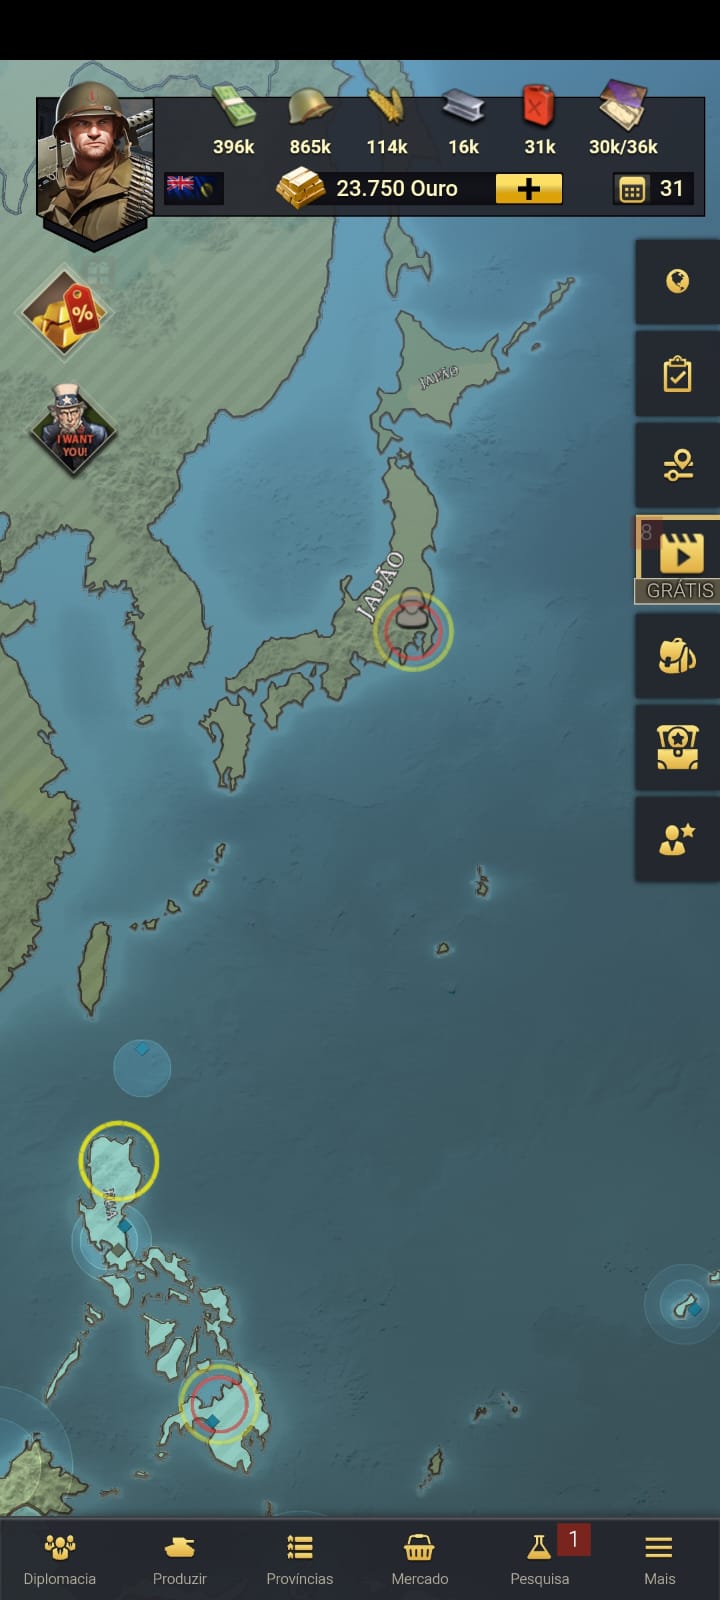 396k 865k 114k 16k 31k 30k/36k
23.750 Ouro
31
%
I WANT
YOU!
JAPÃO
8
GRÁTIS
JAPÃO
1
Diplomacia Produzir Províncias Mercado Pesquisa Mais